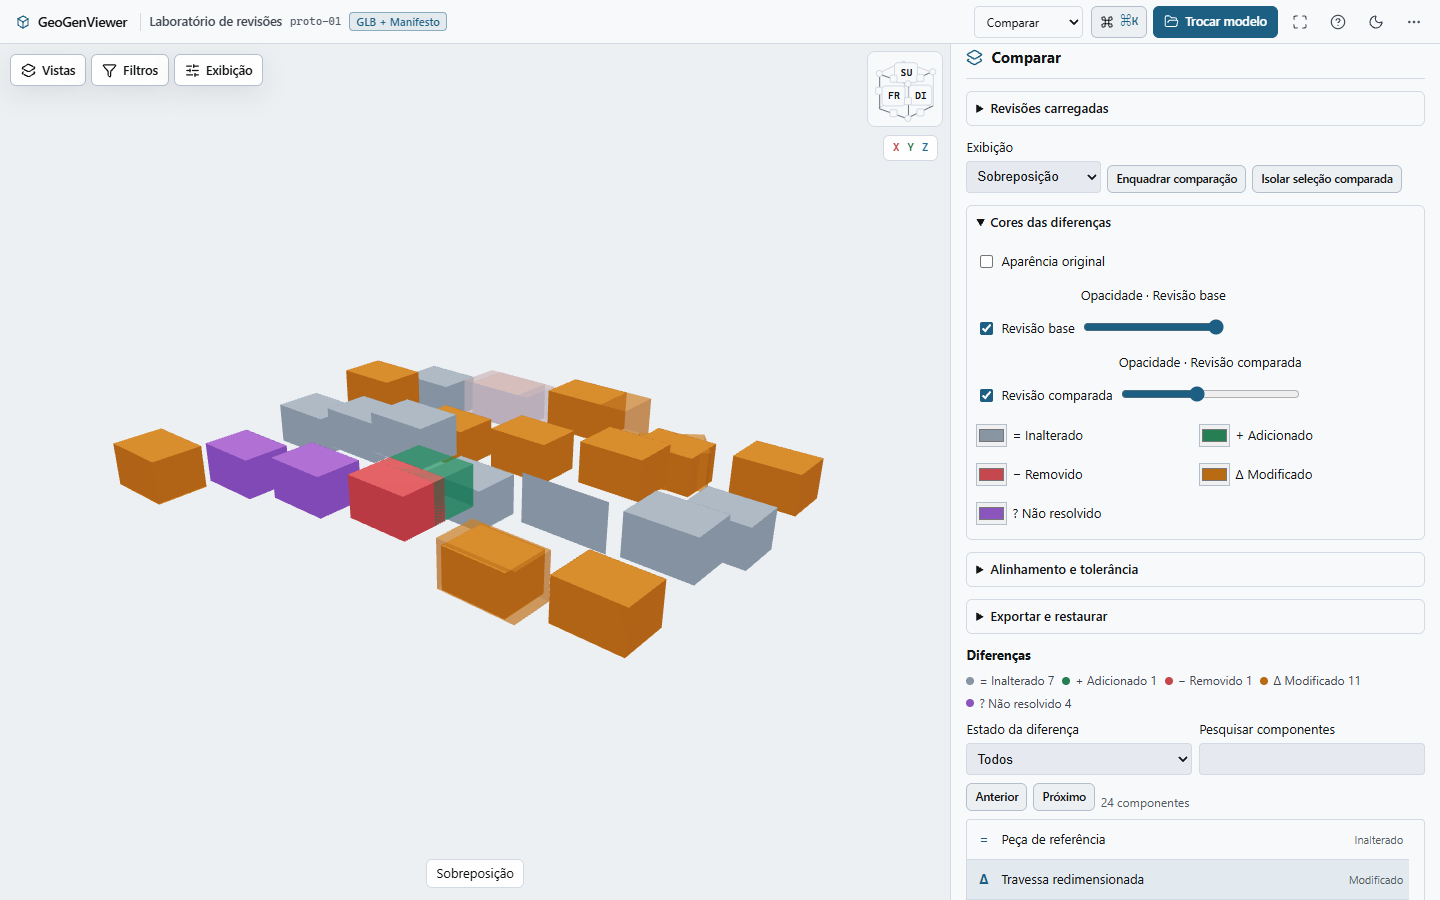 GeoGenViewer
Laboratório de revisões proto-01 GLB + Manifesto
Comparar ⌘ ⌘K Trocar modelo
Vistas Filtros Exibição
SU
FR DI
X Y Z
Sobreposição
Comparar
▶ Revisões carregadas
Exibição
Sobreposição Enquadrar comparação Isolar seleção comparada
▼ Cores das diferenças
Aparência original
Opacidade · Revisão base
Revisão base
Opacidade · Revisão comparada
Revisão comparada
= Inalterado + Adicionado
− Removido Δ Modificado
? Não resolvido
▶ Alinhamento e tolerância
▶ Exportar e restaurar
Diferenças
= Inalterado 7 + Adicionado 1 − Removido 1 Δ Modificado 11
? Não resolvido 4
Estado da diferença Pesquisar componentes
Todos
Anterior Próximo 24 componentes
= Peça de referência Inalterado
Δ Travessa redimensionada Modificado